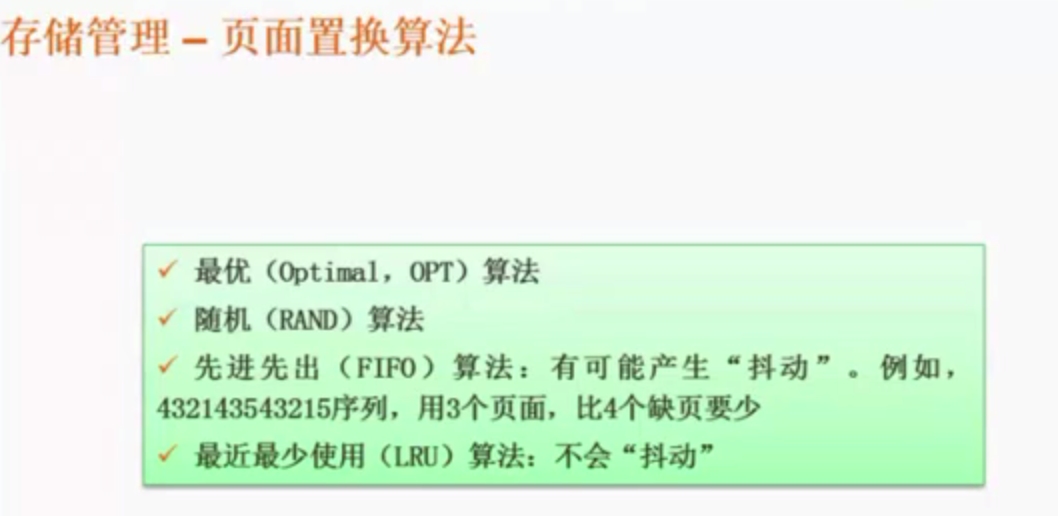 存储管理 – 页面置换算法
✓ 最优（Optimal，OPT）算法
✓ 随机（RAND）算法
✓ 先进先出（FIFO）算法：有可能产生“抖动”。例如，
432143543215序列，用3个页面，比4个缺页要少
✓ 最近最少使用（LRU）算法：不会“抖动”